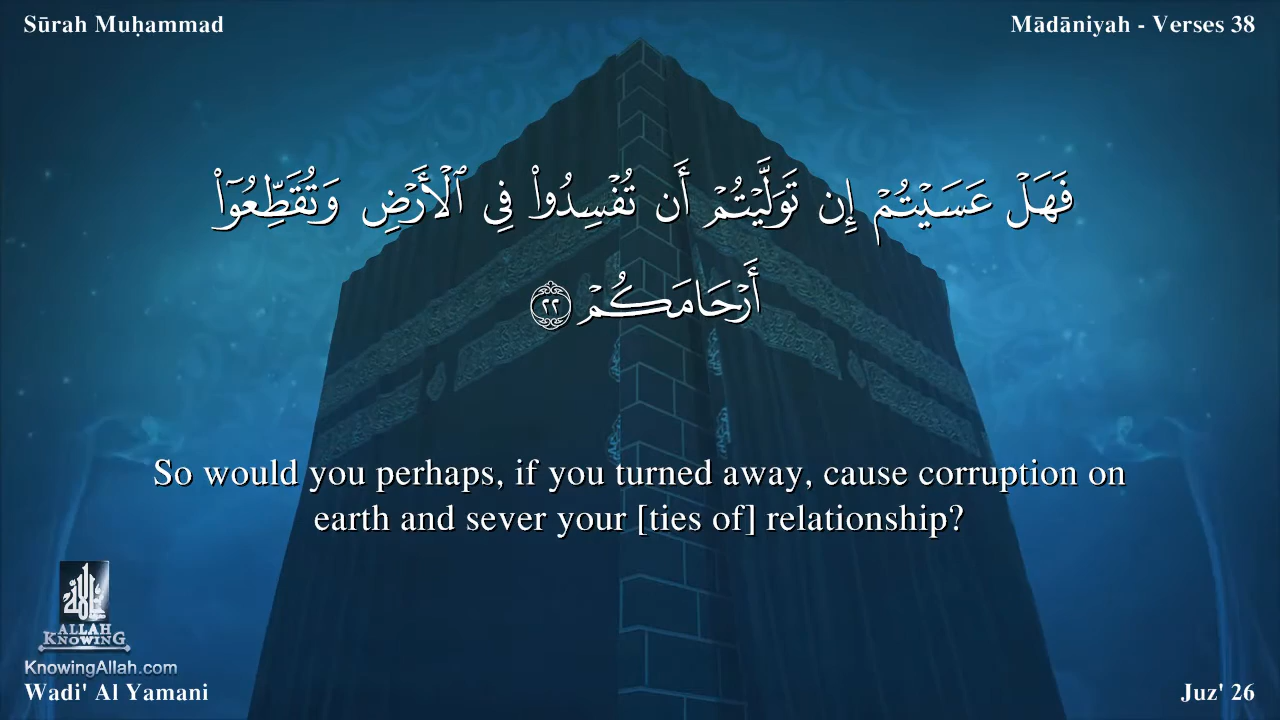 Sūrah Muḥammad
Mādāniyah - Verses 38
فَهَلْ عَسَيْتُمْ إِن تَوَلَّيْتُمْ أَن تُفْسِدُوا۟ فِى ٱلْأَرْضِ وَتُقَطِّعُوٓا۟
أَرْحَامَكُمْ ٢٢
So would you perhaps, if you turned away, cause corruption on
earth and sever your [ties of] relationship?
ALLAH
KNOWING
KnowingAllah.com
Wadi' Al Yamani
Juz' 26